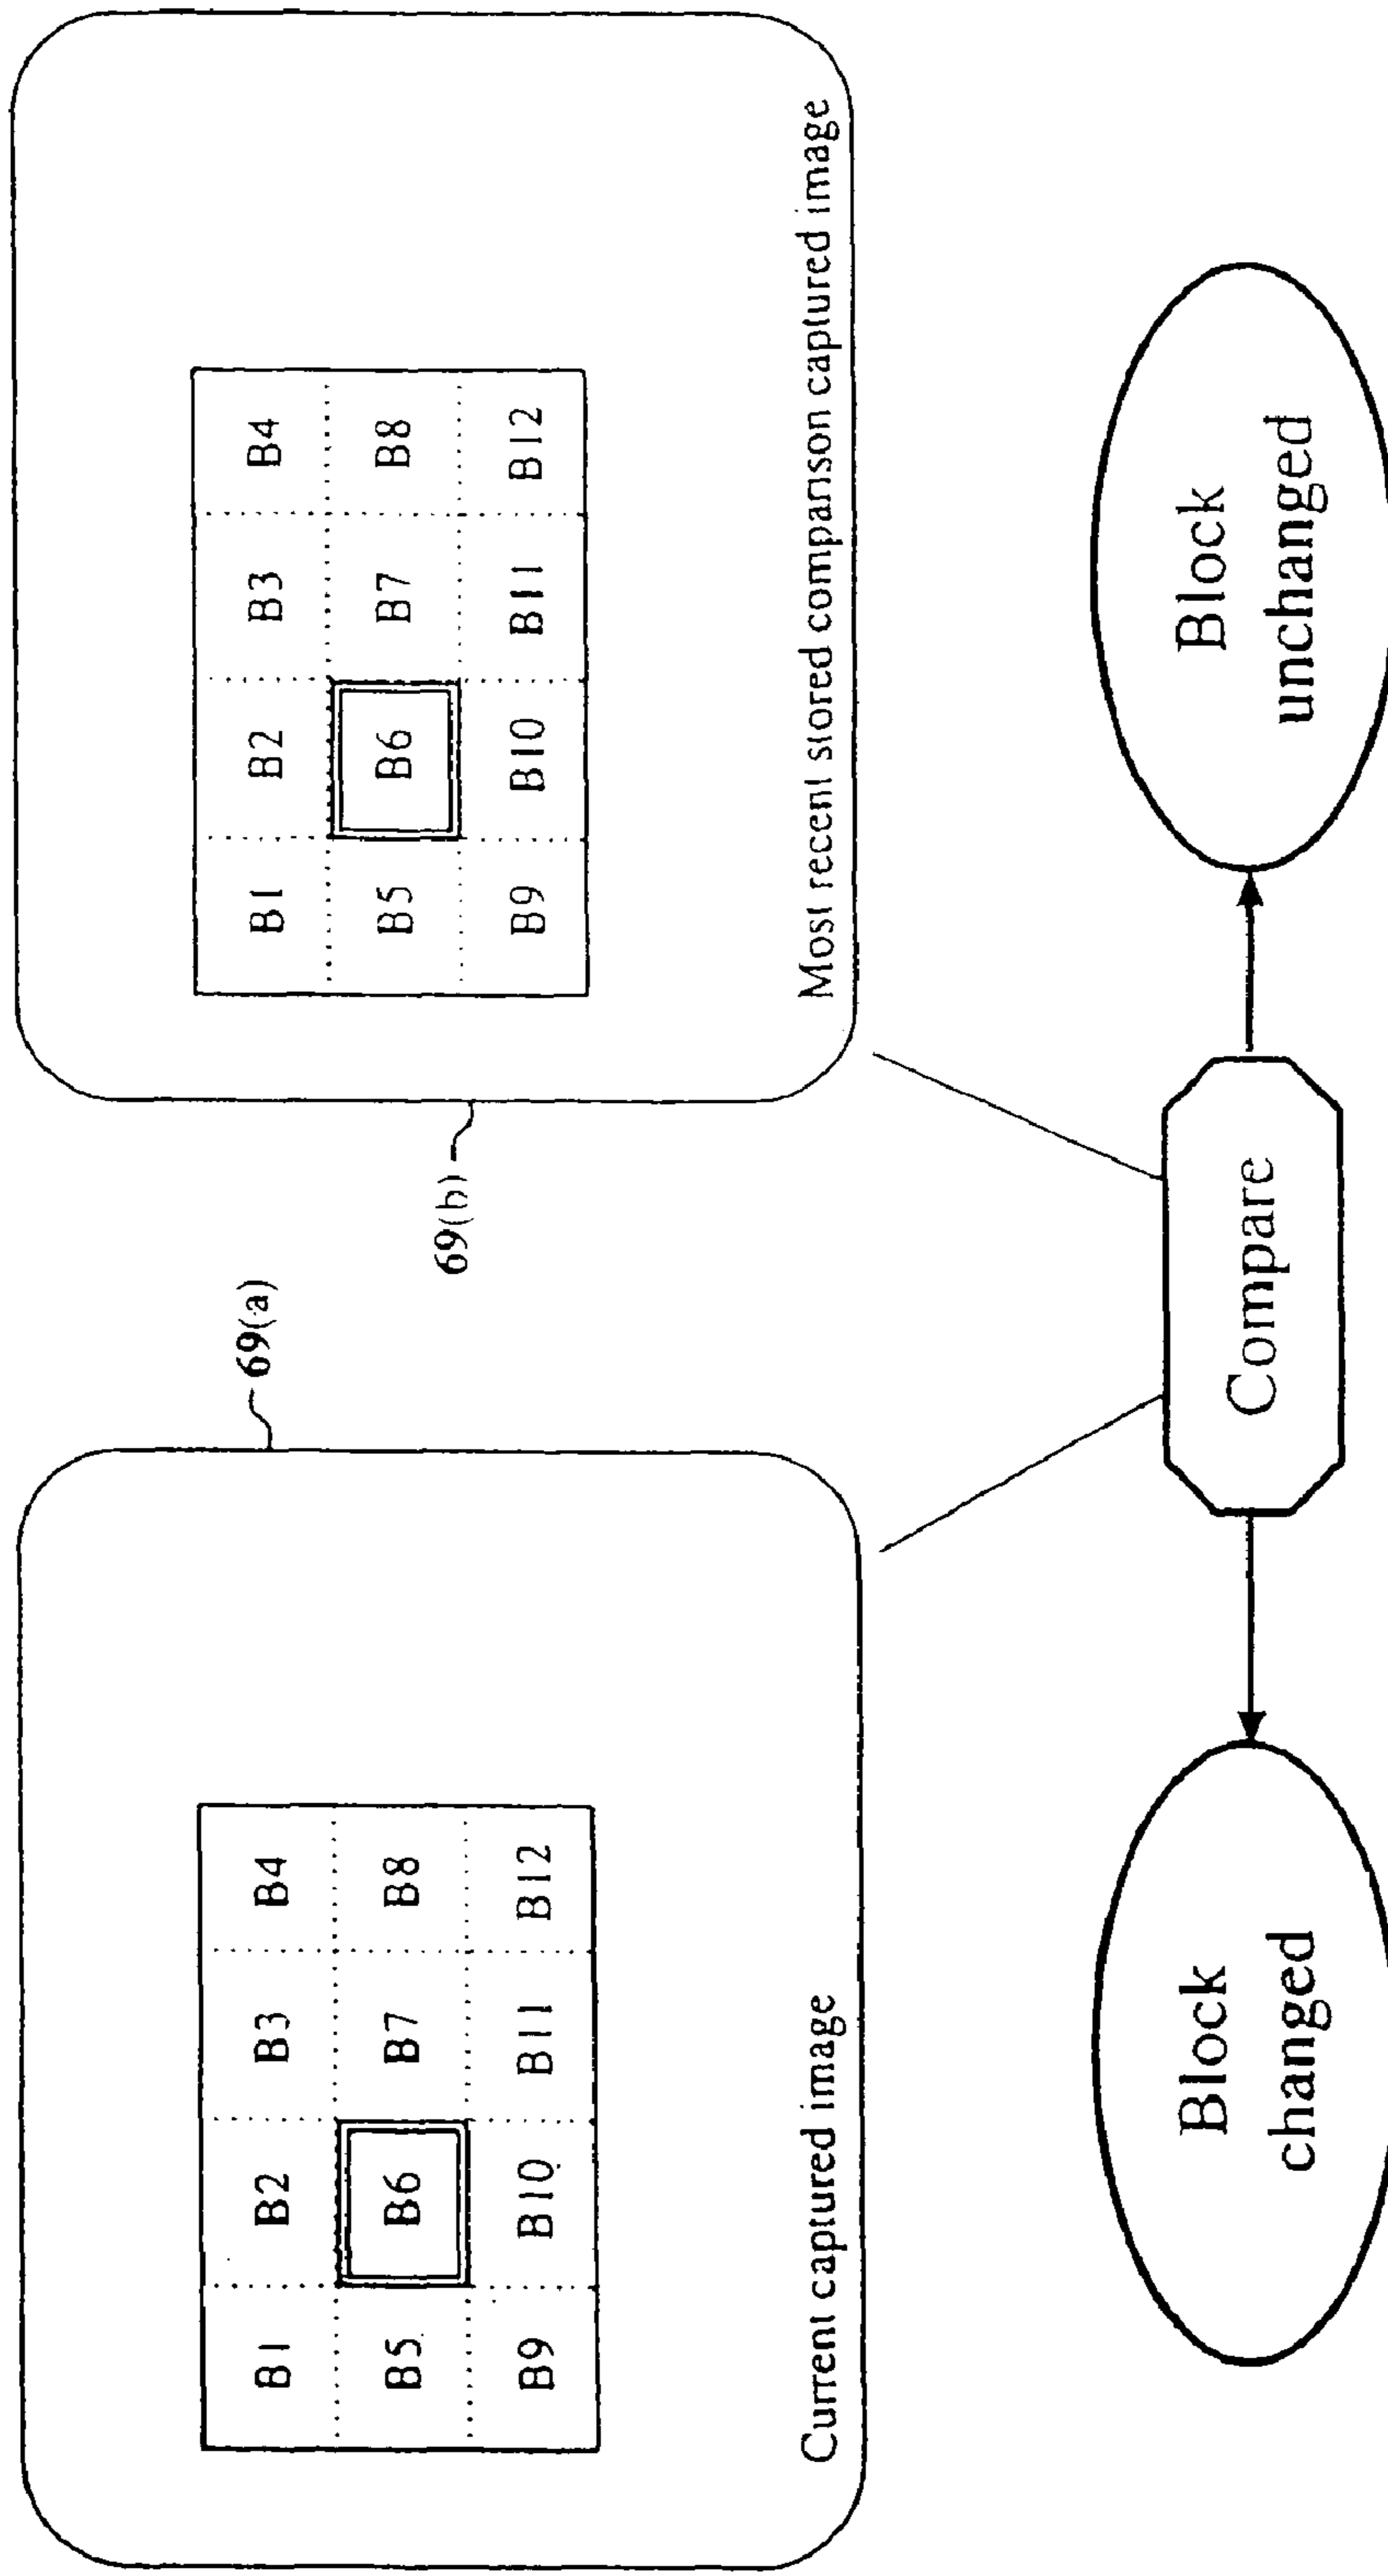 69(a)
B1 B2 B3 B4
B5 B6 B7 B8
B9 B10 B11 B12
Current captured image
69(b)
B1 B2 B3 B4
B5 B6 B7 B8
B9 B10 B11 B12
Most recent stored comparison captured image
Compare
Block
changed
Block
unchanged